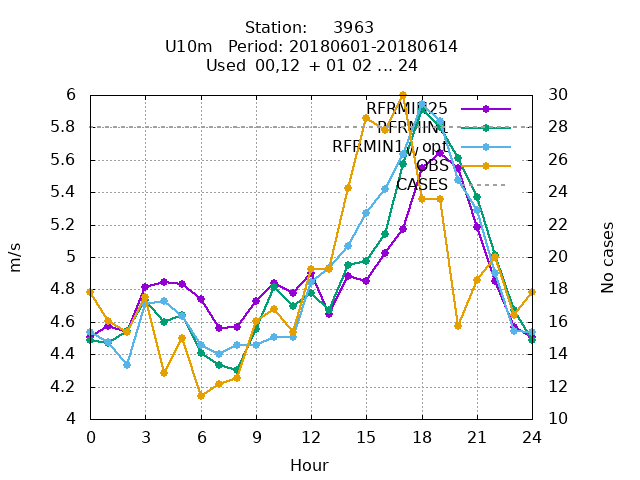 Station: 3963
U10m Period: 20180601-20180614
Used 00,12 + 01 02 ... 24
RFRMIN25
RFRMIN1
RFRMIN1W opt
OBS
CASES
6
5.8
5.6
5.4
5.2
5
4.8
4.6
4.4
4.2
4
30
28
26
24
22
20
18
16
14
12
10
m/s
No cases
0 3 6 9 12 15 18 21 24
Hour